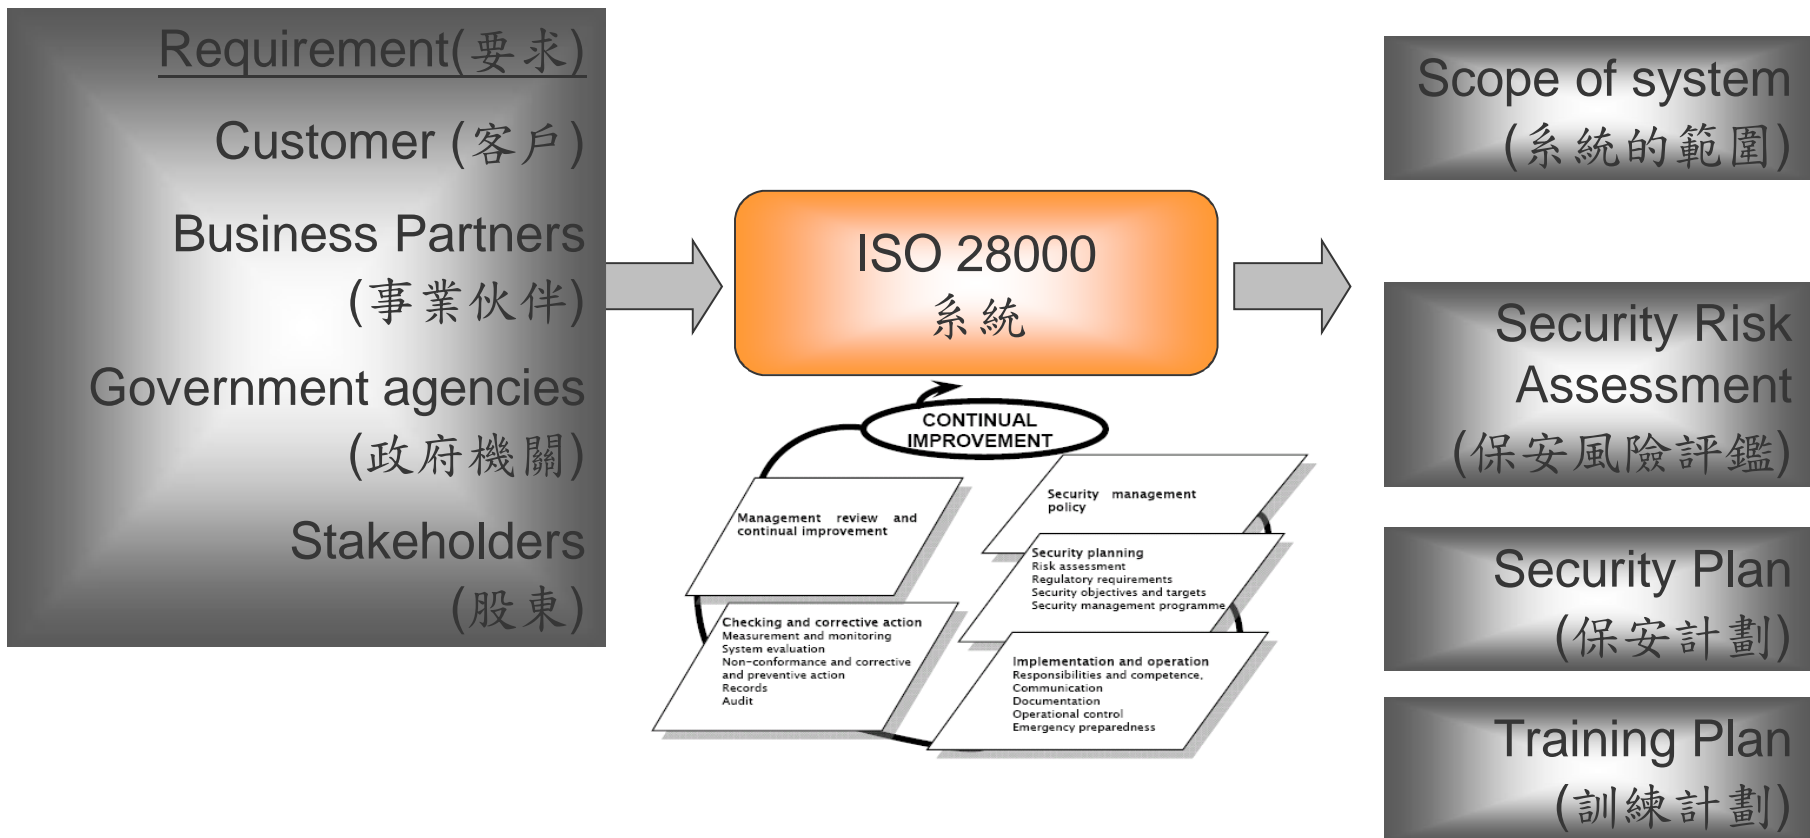 Requirement(要求)
Customer (客戶)
Business Partners
(事業伙伴)
Government agencies
(政府機關)
Stakeholders
(股東)
ISO 28000
系統
CONTINUAL
IMPROVEMENT
Security management
policy
Security planning
Risk assessment
Regulatory requirements
Security objectives and targets
Security management programme
Implementation and operation
Responsibilities and competence,
Communication
Documentation
Operational control
Emergency preparedness
Checking and corrective action
Measurement and monitoring
System evaluation
Non-conformance and corrective
and preventive action
Records
Audit
Management review and
continual improvement
Scope of system
(系統的範圍)
Security Risk
Assessment
(保安風險評鑑)
Security Plan
(保安計劃)
Training Plan
(訓練計劃)